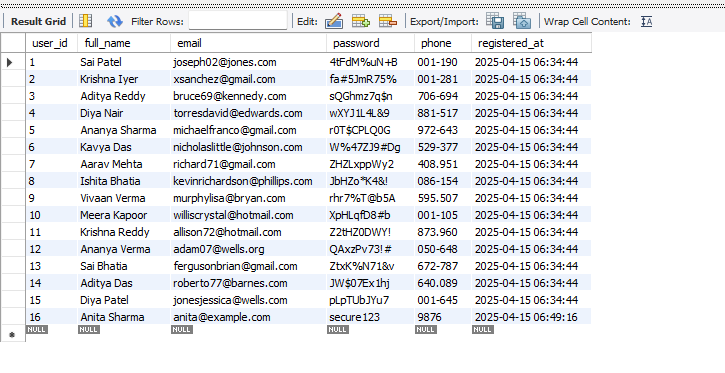 Result Grid Filter Rows: Edit: Export/Import: Wrap Cell Content:
user_id full_name email password phone registered_at
1 Sai Patel joseph02@jones.com 4tFdM%uN+B 001-190 2025-04-15 06:34:44
2 Krishna Iyer xsanchez@gmail.com fa#5JmR75% 001-281 2025-04-15 06:34:44
3 Aditya Reddy bruce69@kennedy.com sQGhmz7q$n 706-694 2025-04-15 06:34:44
4 Diya Nair torresdavid@edwards.com wXYJ1L4L&9 881-517 2025-04-15 06:34:44
5 Ananya Sharma michaelfranco@gmail.com r0T$CPLQ0G 972-643 2025-04-15 06:34:44
6 Kavya Das nicholaslittle@johnson.com W%47ZJ9#Dg 529-377 2025-04-15 06:34:44
7 Aarav Mehta richard71@gmail.com ZHZLxppWy2 408.951 2025-04-15 06:34:44
8 Ishita Bhatia kevinrichardson@phillips.com JbHZo*K4&! 086-154 2025-04-15 06:34:44
9 Vivaan Verma murphylisa@bryan.com rhr7%T@b5A 595.507 2025-04-15 06:34:44
10 Meera Kapoor williscrystal@hotmail.com XpHLqfD8#b 001-105 2025-04-15 06:34:44
11 Krishna Reddy allison72@hotmail.com Z2tHZ0DWY! 873.960 2025-04-15 06:34:44
12 Ananya Verma adam07@wells.org QAxzPv73!# 050-648 2025-04-15 06:34:44
13 Sai Bhatia fergusonbrian@gmail.com ZtxK%N71&v 672-787 2025-04-15 06:34:44
14 Aditya Das roberto77@barnes.com JW$07Ex1hj 640.089 2025-04-15 06:34:44
15 Diya Patel jonesjessica@wells.com pLpTUbJYu7 001-645 2025-04-15 06:34:44
16 Anita Sharma anita@example.com secure123 9876 2025-04-15 06:49:16
NULL NULL NULL NULL NULL NULL